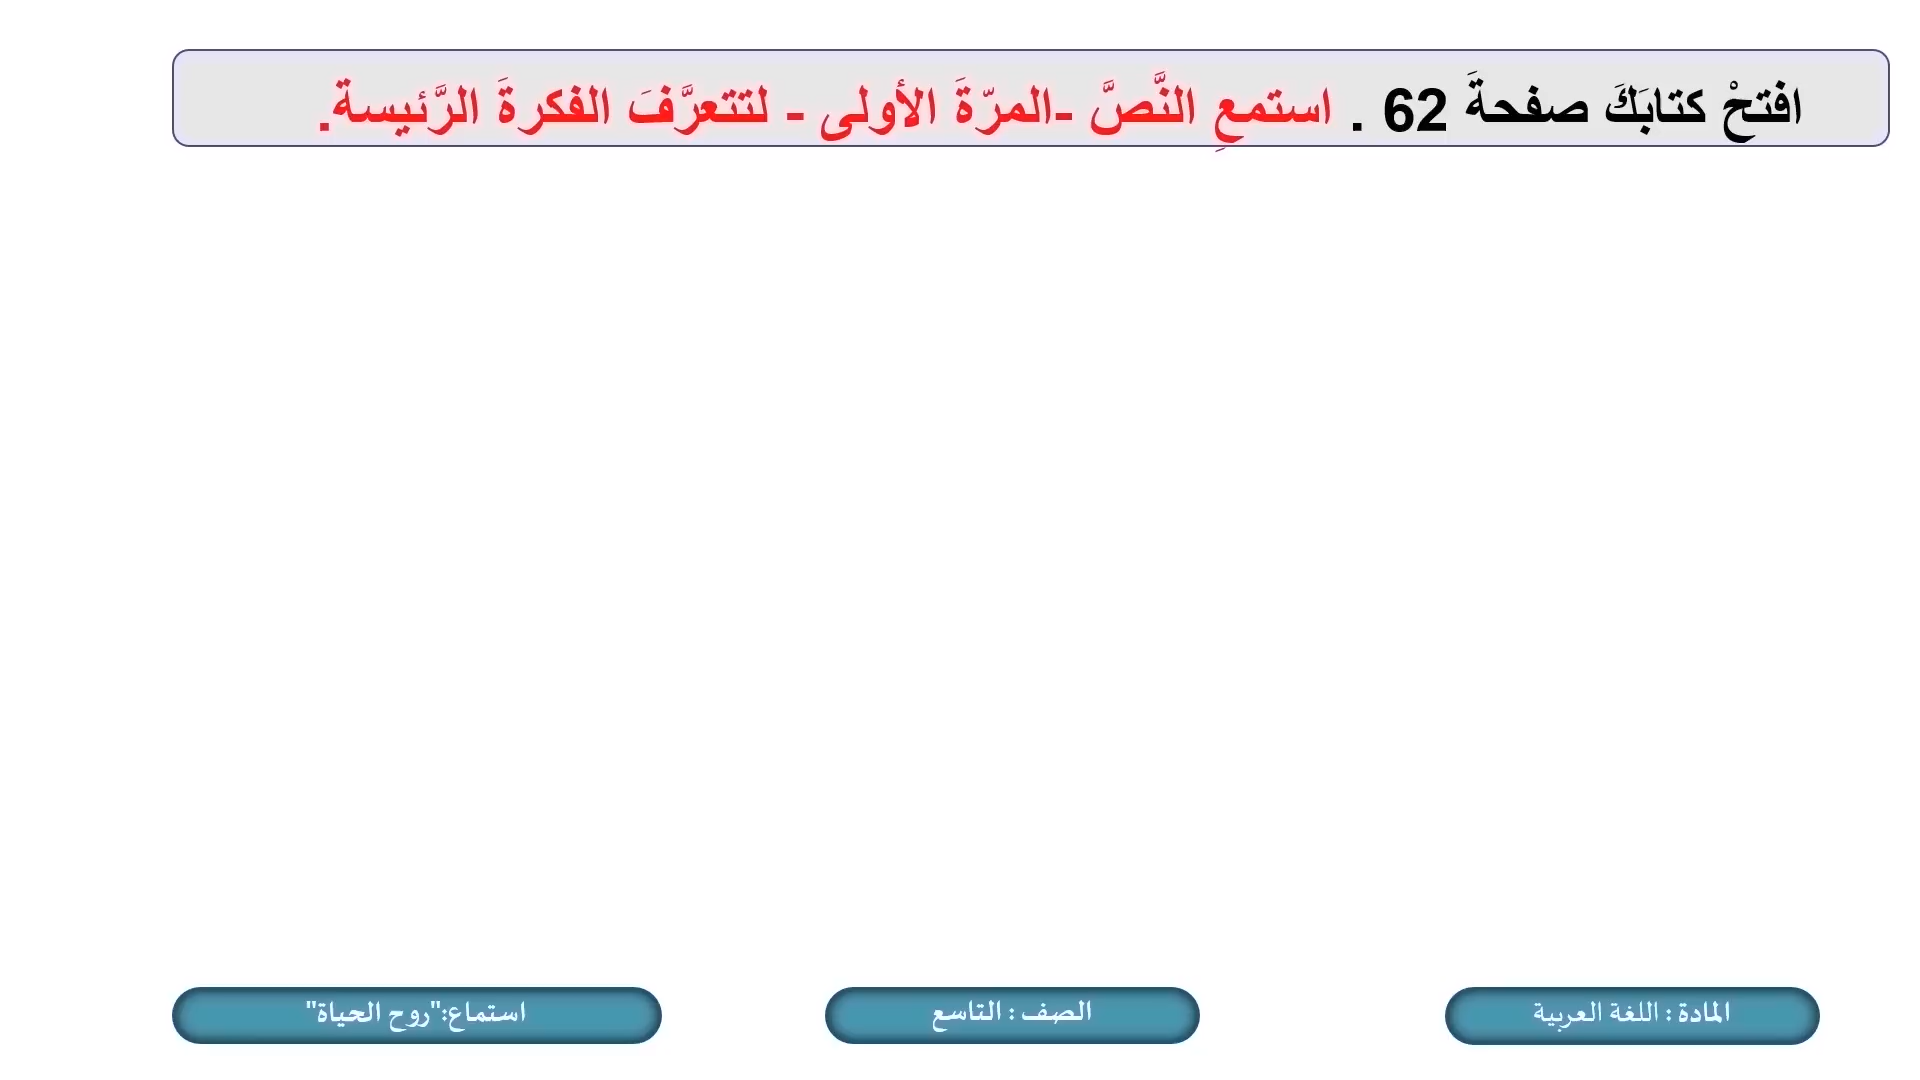 افتحْ كتابَكَ صفحةَ 62 . استمعِ النَّصَّ -المرّةَ الأولى - لتتعرَّفَ الفكرةَ الرَّئيسة.
المادة : اللغة العربية
الصف : التاسع
استماع:"روح الحياة"